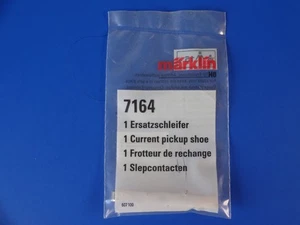 märklin
HO
7164
1 Ersatzschleifer
1 Current pickup shoe
1 Frotteur de rechange
1 Slepcontacten